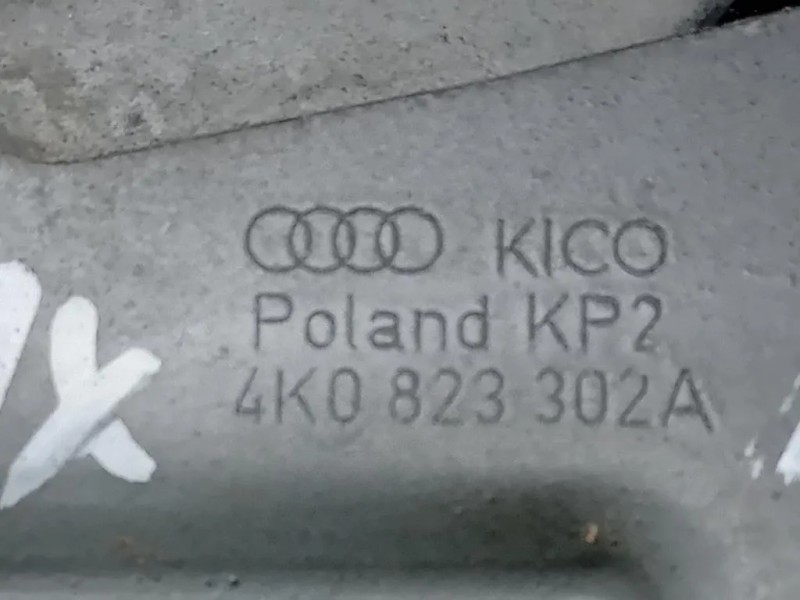 KICO
Poland KP2
4K0 823 302A
X